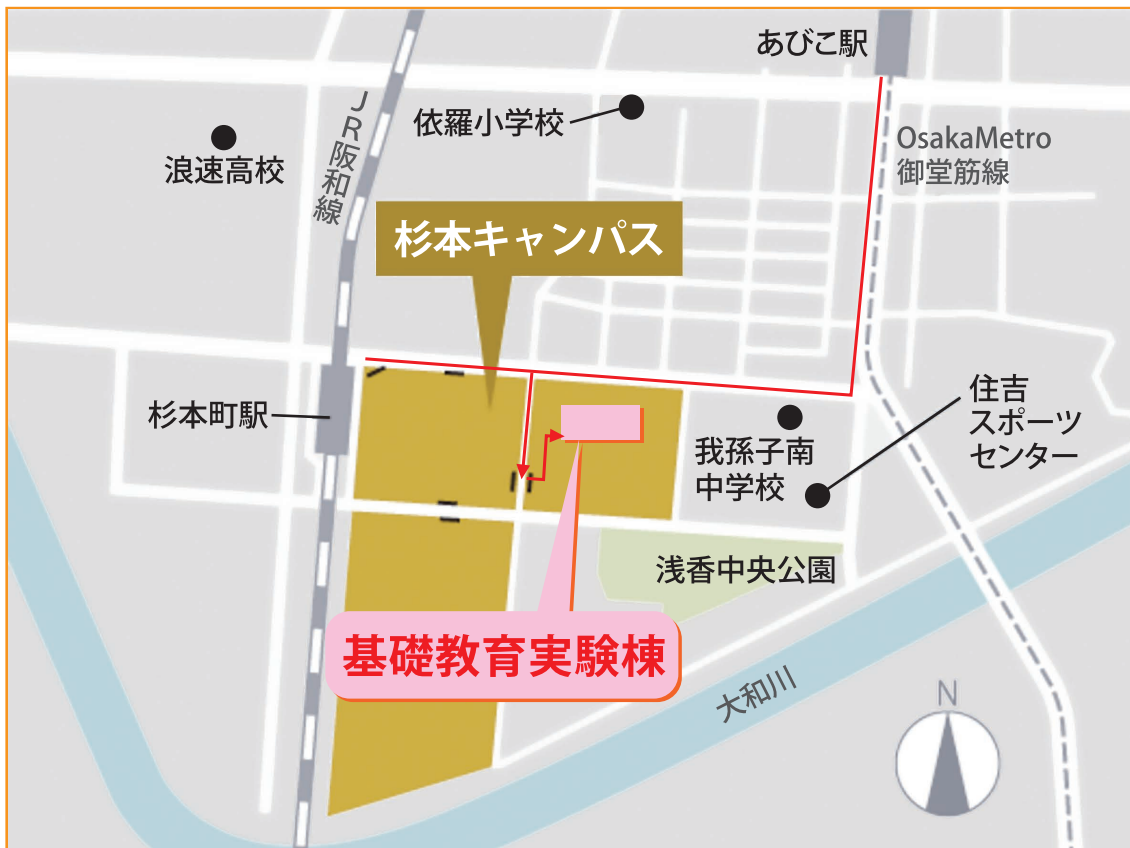 あびこ駅
依羅小学校
浪速高校
JR阪和線
OsakaMetro
御堂筋線
杉本キャンパス
杉本町駅
住吉
スポーツ
センター
我孫子南
中学校
浅香中央公園
基礎教育実験棟
大和川
N